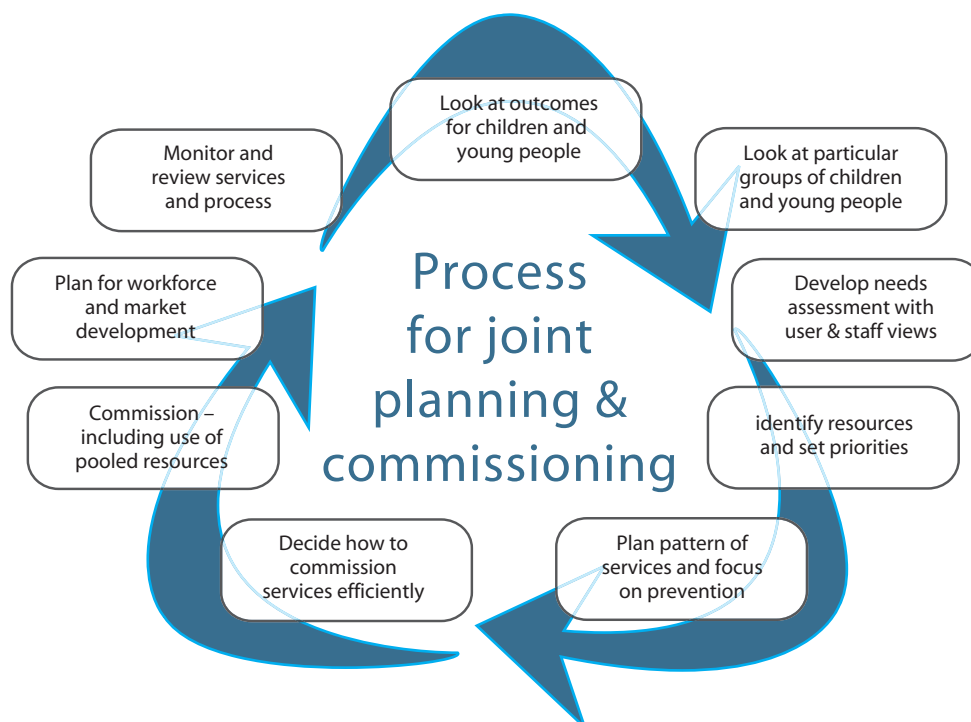 Look at outcomes
for children and
young people
Look at particular
groups of children
and young people
Develop needs
assessment with
user & staff views
identify resources
and set priorities
Plan pattern of
services and focus
on prevention
Decide how to
commission
services efficiently
Commission –
including use of
pooled resources
Plan for workforce
and market
development
Monitor and
review services
and process
Process
for joint
planning &
commissioning